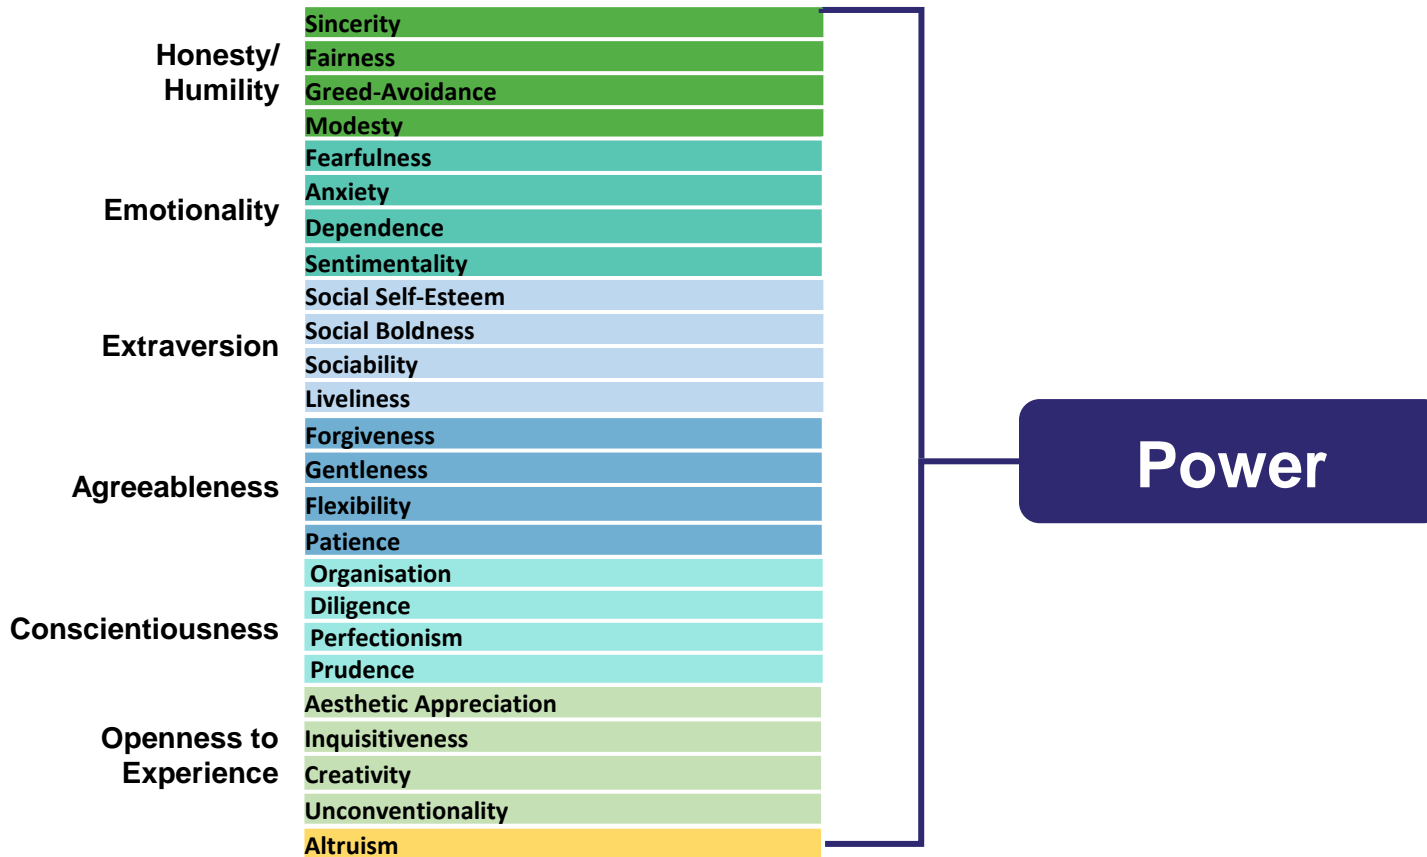 Honesty/
Humility
Sincerity
Fairness
Greed-Avoidance
Modesty
Emotionality
Fearfulness
Anxiety
Dependence
Sentimentality
Extraversion
Social Self-Esteem
Social Boldness
Sociability
Liveliness
Agreeableness
Forgiveness
Gentleness
Flexibility
Patience
Conscientiousness
Organisation
Diligence
Perfectionism
Prudence
Openness to
Experience
Aesthetic Appreciation
Inquisitiveness
Creativity
Unconventionality
Altruism
Power